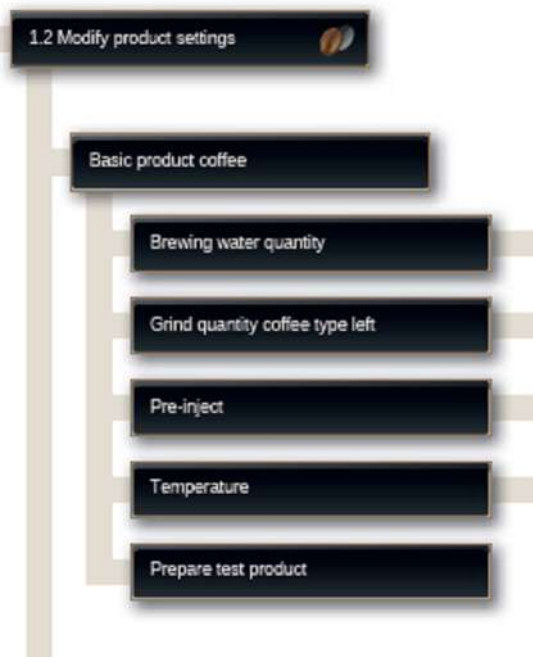 1.2 Modify product settings
Basic product coffee
Brewing water quantity
Grind quantity coffee type left
Pre-inject
Temperature
Prepare test product